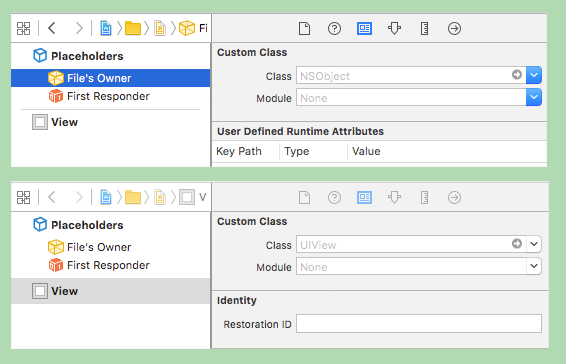 Fi
Placeholders
File's Owner
First Responder
View
Custom Class
Class NSObject
Module None
User Defined Runtime Attributes
Key Path Type Value
V
Placeholders
File's Owner
First Responder
View
Custom Class
Class UIView
Module None
Identity
Restoration ID